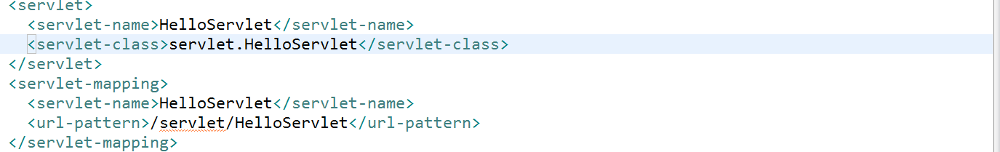 <servlet>
<servlet-name>HelloServlet</servlet-name>
<servlet-class>servlet.HelloServlet</servlet-class>
</servlet>
<servlet-mapping>
<servlet-name>HelloServlet</servlet-name>
<url-pattern>/servlet/HelloServlet</url-pattern>
</servlet-mapping>